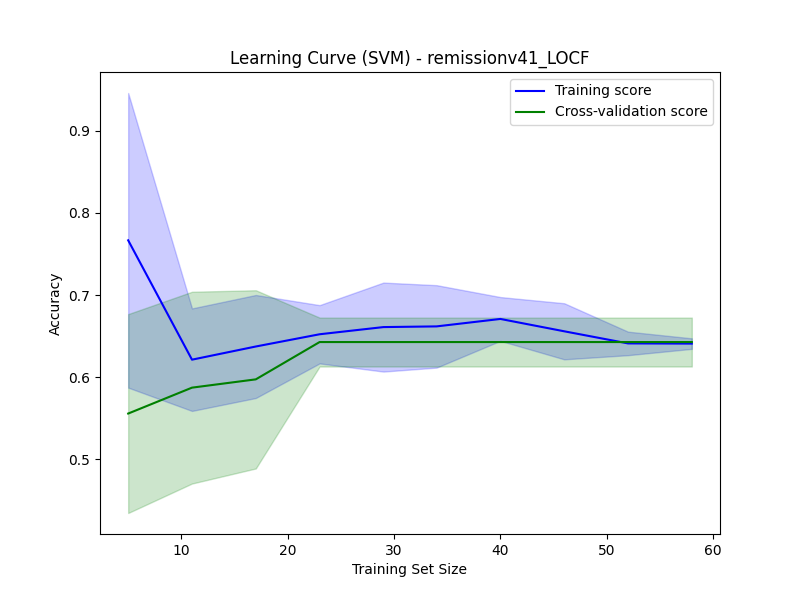 Learning Curve (SVM) - remissionv41_LOCF
Training score
Cross-validation score
Accuracy
0.9
0.8
0.7
0.6
0.5
10 20 30 40 50 60
Training Set Size